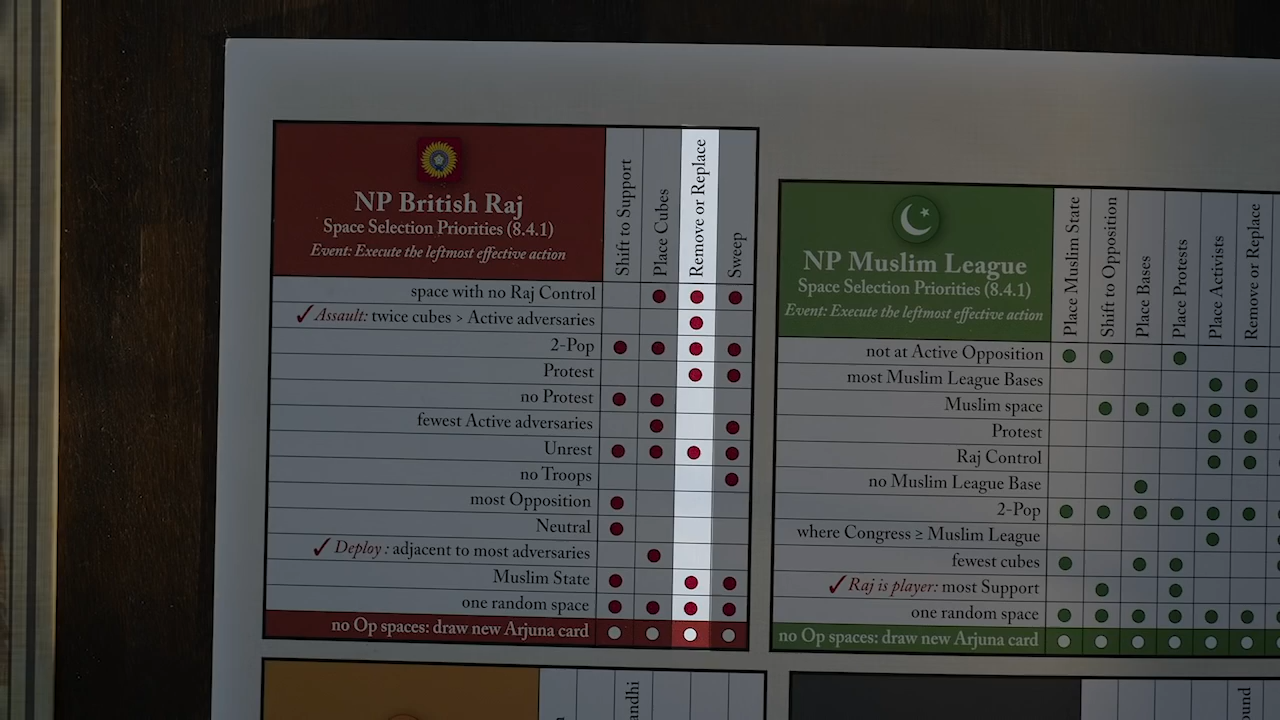 NP British Raj
Space Selection Priorities (8.4.1)
Event: Execute the leftmost effective action
Shift to Support
Place Cubes
Remove or Replace
Sweep
space with no Raj Control
✓Assault: twice cubes > Active adversaries
2-Pop
Protest
no Protest
fewest Active adversaries
Unrest
no Troops
most Opposition
Neutral
✓ Deploy : adjacent to most adversaries
Muslim State
one random space
no Op spaces: draw new Arjuna card
NP Muslim League
Space Selection Priorities (8.4.1)
Event: Execute the leftmost effective action
Place Muslim State
Shift to Opposition
Place Bases
Place Protests
Place Activists
Remove or Replace
not at Active Opposition
most Muslim League Bases
Muslim space
Protest
Raj Control
no Muslim League Base
2-Pop
where Congress ≥ Muslim League
fewest cubes
✓ Raj is player: most Support
one random space
no Op spaces: draw new Arjuna card